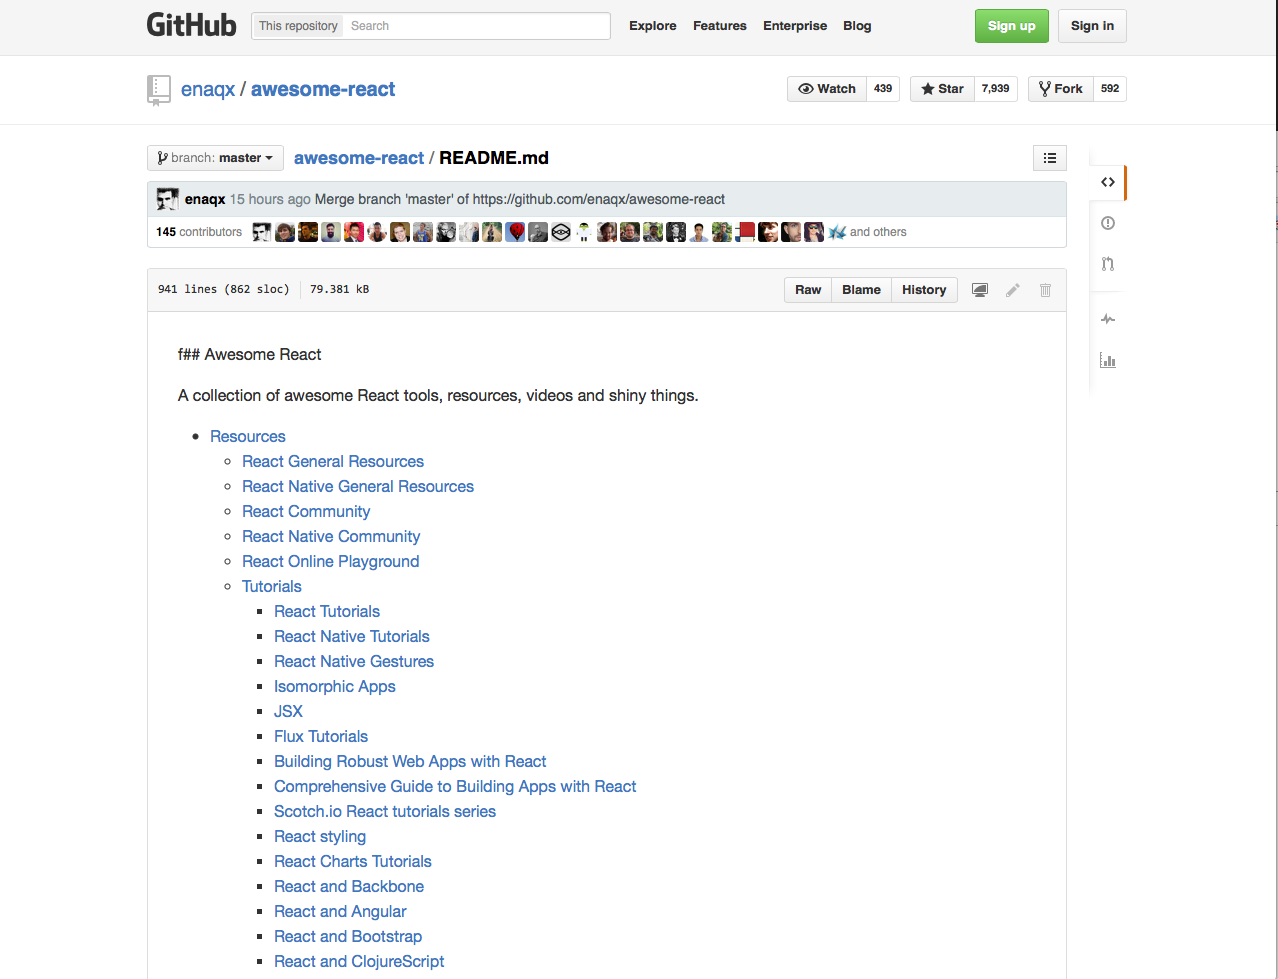 GitHub This repository Search Explore Features Enterprise Blog Sign up Sign in
enaqx / awesome-react Watch 439 Star 7,939 Fork 592
branch: master awesome-react / README.md
enaqx 15 hours ago Merge branch 'master' of https://github.com/enaqx/awesome-react
145 contributors and others
941 lines (862 sloc) 79.381 kB Raw Blame History
f## Awesome React
A collection of awesome React tools, resources, videos and shiny things.
Resources
React General Resources
React Native General Resources
React Community
React Native Community
React Online Playground
Tutorials
React Tutorials
React Native Tutorials
React Native Gestures
Isomorphic Apps
JSX
Flux Tutorials
Building Robust Web Apps with React
Comprehensive Guide to Building Apps with React
Scotch.io React tutorials series
React styling
React Charts Tutorials
React and Backbone
React and Angular
React and Bootstrap
React and ClojureScript